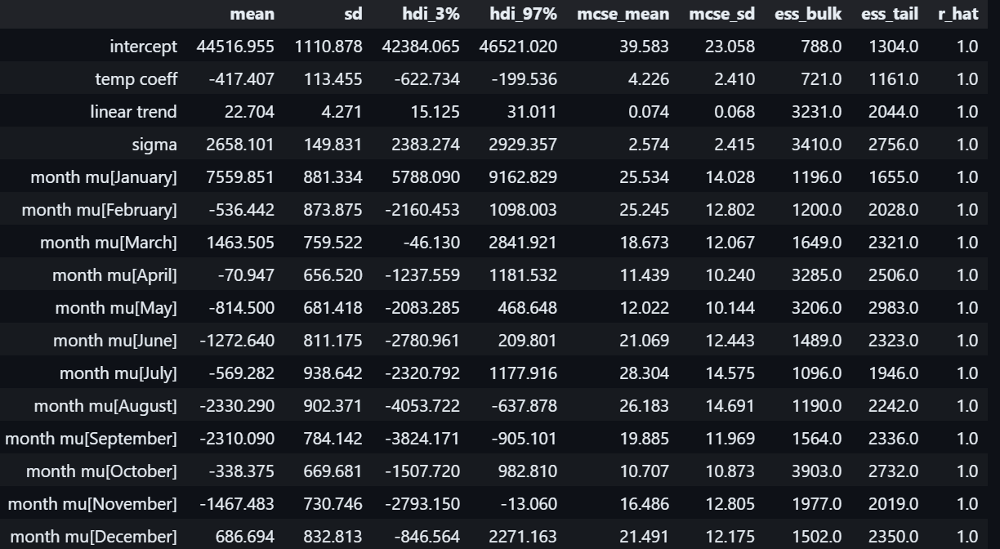 mean sd hdi_3% hdi_97% mcse_mean mcse_sd ess_bulk ess_tail r_hat
intercept 44516.955 1110.878 42384.065 46521.020 39.583 23.058 788.0 1304.0 1.0
temp coeff -417.407 113.455 -622.734 -199.536 4.226 2.410 721.0 1161.0 1.0
linear trend 22.704 4.271 15.125 31.011 0.074 0.068 3231.0 2044.0 1.0
sigma 2658.101 149.831 2383.274 2929.357 2.574 2.415 3410.0 2756.0 1.0
month mu[January] 7559.851 881.334 5788.090 9162.829 25.534 14.028 1196.0 1655.0 1.0
month mu[February] -536.442 873.875 -2160.453 1098.003 25.245 12.802 1200.0 2028.0 1.0
month mu[March] 1463.505 759.522 -46.130 2841.921 18.673 12.067 1649.0 2321.0 1.0
month mu[April] -70.947 656.520 -1237.559 1181.532 11.439 10.240 3285.0 2506.0 1.0
month mu[May] -814.500 681.418 -2083.285 468.648 12.022 10.144 3206.0 2983.0 1.0
month mu[June] -1272.640 811.175 -2780.961 209.801 21.069 12.443 1489.0 2323.0 1.0
month mu[July] -569.282 938.642 -2320.792 1177.916 28.304 14.575 1096.0 1946.0 1.0
month mu[August] -2330.290 902.371 -4053.722 -637.878 26.183 14.691 1190.0 2242.0 1.0
month mu[September] -2310.090 784.142 -3824.171 -905.101 19.885 11.969 1564.0 2336.0 1.0
month mu[October] -338.375 669.681 -1507.720 982.810 10.707 10.873 3903.0 2732.0 1.0
month mu[November] -1467.483 730.746 -2793.150 -13.060 16.486 12.805 1977.0 2019.0 1.0
month mu[December] 686.694 832.813 -846.564 2271.163 21.491 12.175 1502.0 2350.0 1.0